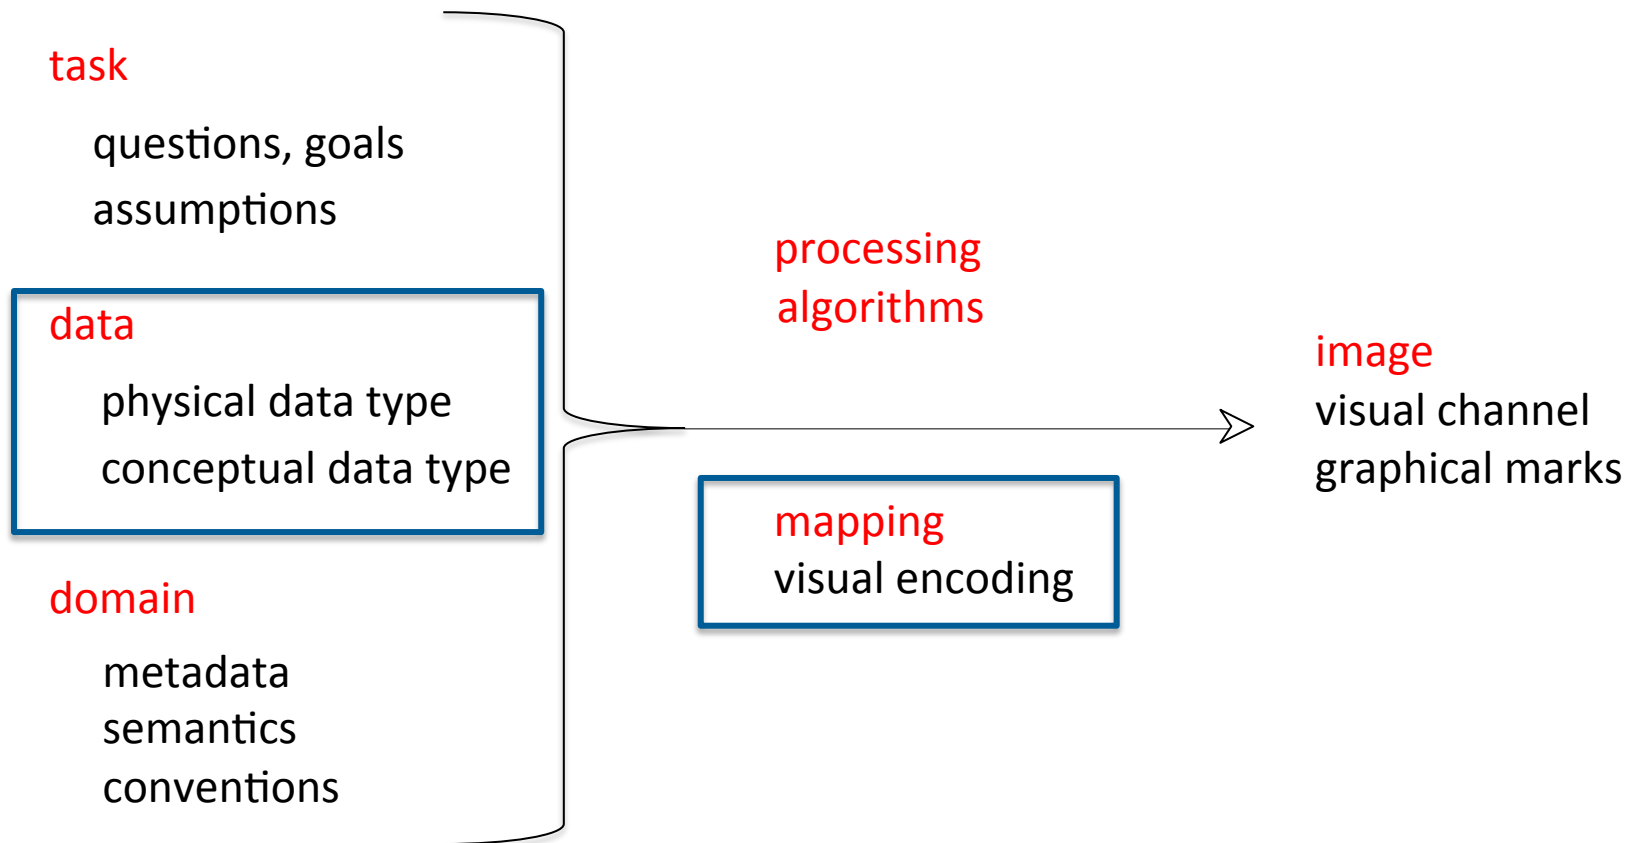 task
questions, goals
assumptions
data
physical data type
conceptual data type
domain
metadata
semantics
conventions
processing
algorithms
mapping
visual encoding
image
visual channel
graphical marks